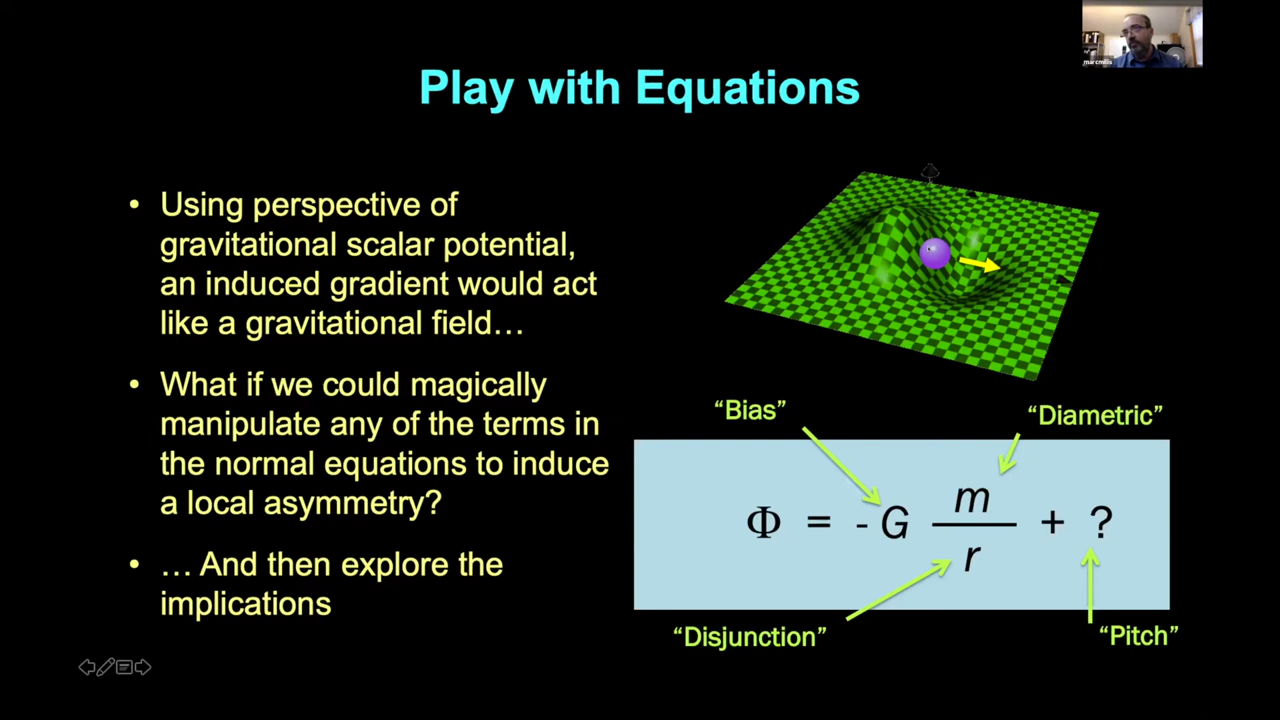 marcmillis
Play with Equations
• Using perspective of
gravitational scalar potential,
an induced gradient would act
like a gravitational field…
• What if we could magically
manipulate any of the terms in
the normal equations to induce
a local asymmetry?
• … And then explore the
implications
“Bias”
“Diametric”
Φ = - G m / r + ?
“Disjunction”
“Pitch”